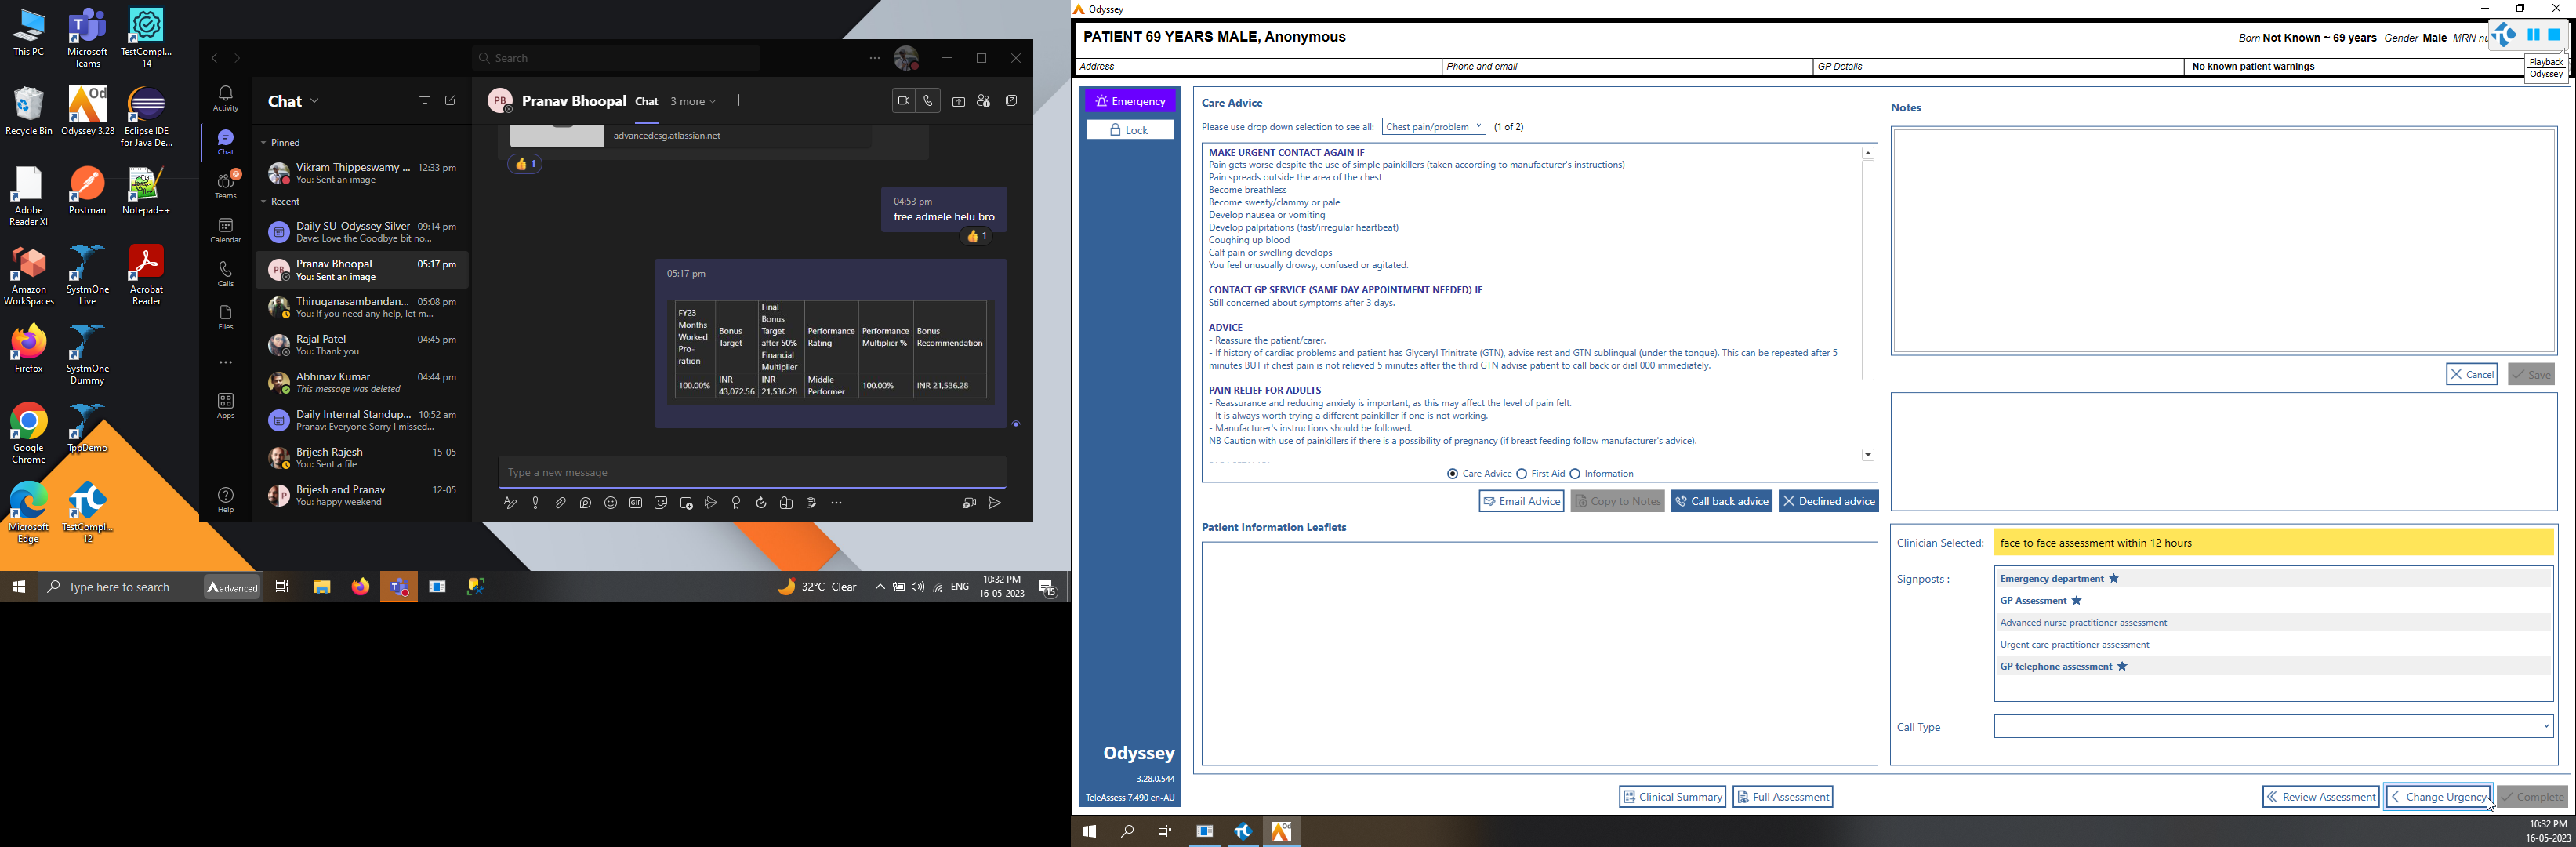 This PC
Microsoft
Teams
TestCompl...
14
Recycle Bin
Odyssey 3.28
Eclipse IDE
for Java De...
Adobe
Reader XI
Postman
Notepad++
Amazon
WorkSpaces
SystmOne
Live
Acrobat
Reader
Firefox
SystmOne
Dummy
Google
Chrome
TppDemo
Microsoft
Edge
TestCompl...
12
Search
Activity
Chat
Teams
Calendar
Calls
Files
Apps
Help
Chat
Pinned
Vikram Thippeswamy ... 12:33 pm
You: Sent an image
Recent
Daily SU-Odyssey Silver 09:14 pm
Dave: Love the Goodbye bit no...
PB
Pranav Bhoopal 05:17 pm
You: Sent an image
Thiruganasambandan... 05:08 pm
You: If you need any help, let m...
Rajal Patel 04:45 pm
You: Thank you
Abhinav Kumar 04:44 pm
This message was deleted
Daily Internal Standup... 10:52 am
Pranav: Everyone Sorry I missed...
Brijesh Rajesh 15-05
You: Sent a file
P
Brijesh and Pranav 12-05
You: happy weekend
PB Pranav Bhoopal Chat 3 more
advancedcsg.atlassian.net
1
04:53 pm
free admele helu bro
1
05:17 pm
FY23 Months Worked Pro-ration
Bonus Target
Final Bonus Target after 50% Financial Multiplier
Performance Rating
Performance Multiplier %
Bonus Recommendation
100.00%
INR 43,072.56
INR 21,536.28
Middle Performer
100.00%
INR 21,536.28
Type a new message
GIF
Type here to search
advanced
32°C Clear
ENG
10:32 PM
16-05-2023
15
Odyssey
PATIENT 69 YEARS MALE, Anonymous
Born Not Known ~ 69 years Gender Male MRN nu
Playback
Odyssey
Address
Phone and email
GP Details
No known patient warnings
Emergency
Lock
Care Advice
Please use drop down selection to see all: Chest pain/problem (1 of 2)
MAKE URGENT CONTACT AGAIN IF
Pain gets worse despite the use of simple painkillers (taken according to manufacturer's instructions)
Pain spreads outside the area of the chest
Become breathless
Become sweaty/clammy or pale
Develop nausea or vomiting
Develop palpitations (fast/irregular heartbeat)
Coughing up blood
Calf pain or swelling develops
You feel unusually drowsy, confused or agitated.
CONTACT GP SERVICE (SAME DAY APPOINTMENT NEEDED) IF
Still concerned about symptoms after 3 days.
ADVICE
- Reassure the patient/carer.
- If history of cardiac problems and patient has Glyceryl Trinitrate (GTN), advise rest and GTN sublingual (under the tongue). This can be repeated after 5
minutes BUT if chest pain is not relieved 5 minutes after the third GTN advise patient to call back or dial 000 immediately.
PAIN RELIEF FOR ADULTS
- Reassurance and reducing anxiety is important, as this may affect the level of pain felt.
- It is always worth trying a different painkiller if one is not working.
- Manufacturer's instructions should be followed.
NB Caution with use of painkillers if there is a possibility of pregnancy (if breast feeding follow manufacturer's advice).
Care Advice First Aid Information
Email Advice
Copy to Notes
Call back advice
Declined advice
Patient Information Leaflets
Notes
Cancel
Save
Clinician Selected: face to face assessment within 12 hours
Signposts :
Emergency department ★
GP Assessment ★
Advanced nurse practitioner assessment
Urgent care practitioner assessment
GP telephone assessment ★
Call Type
Odyssey
3.28.0.544
TeleAssess 7.490 en-AU
Clinical Summary
Full Assessment
Review Assessment
Change Urgency
Complete
10:32 PM
16-05-2023